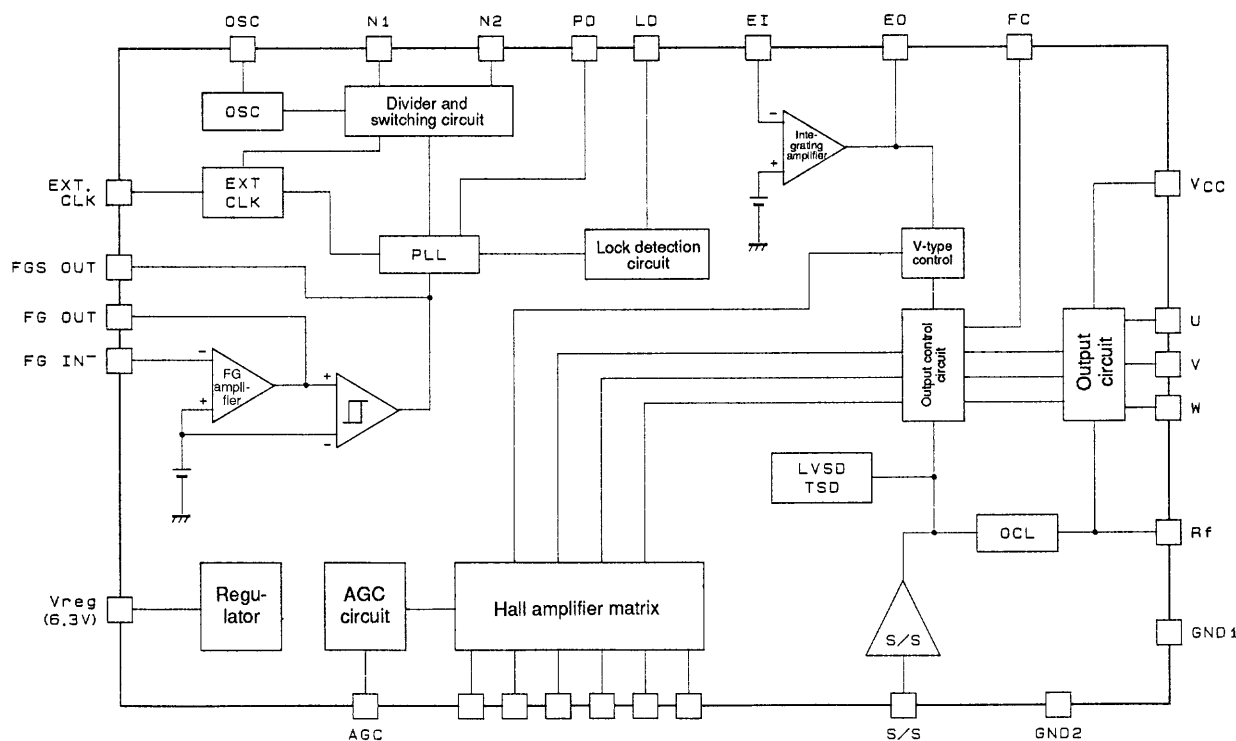 OSC N1 N2 PD LD EI EO FC
OSC
Divider and
switching circuit
Inte-
grating
amplifier
EXT.
CLK
EXT
CLK
VCC
PLL
Lock detection
circuit
V-type
control
FGS OUT
FG OUT
FG IN−
FG
ampli-
fier
Output control
circuit
Output
circuit
U
V
W
LVSD
TSD
OCL
Rf
Vreg
(6.3V)
Regu-
lator
AGC
circuit
Hall amplifier matrix
S/S
GND1
AGC
S/S
GND2
− + − + + −